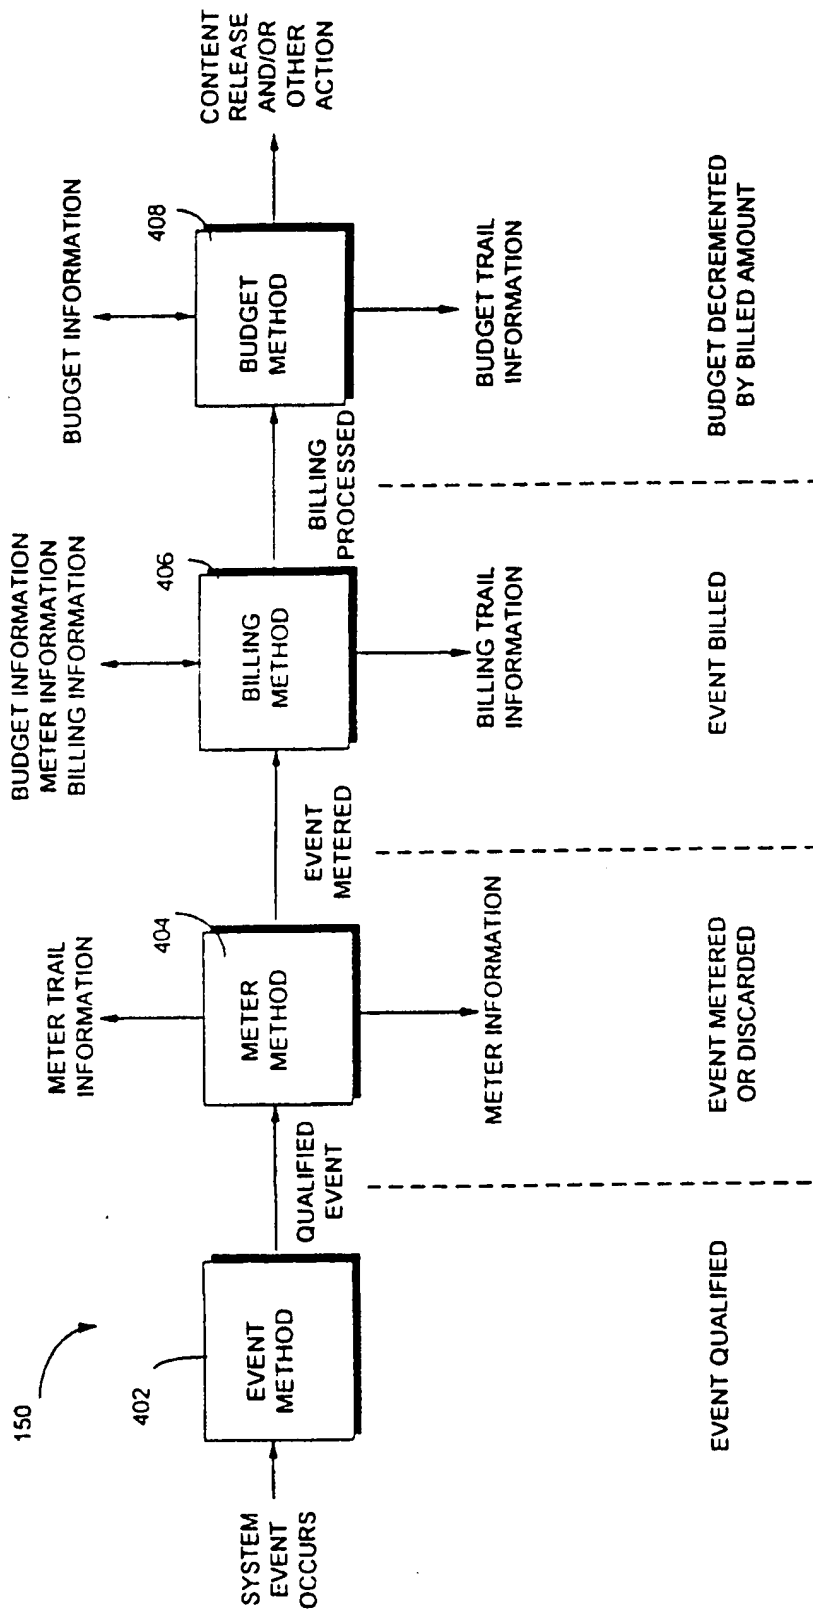 150
BUDGET INFORMATION
METER INFORMATION
BILLING INFORMATION
BUDGET INFORMATION
METER TRAIL
INFORMATION
402
404
406
408
SYSTEM
EVENT
OCCURS
EVENT
METHOD
QUALIFIED
EVENT
METER
METHOD
EVENT
METERED
BILLING
METHOD
BILLING
PROCESSED
BUDGET
METHOD
CONTENT
RELEASE
AND/OR
OTHER
ACTION
METER INFORMATION
BILLING TRAIL
INFORMATION
BUDGET TRAIL
INFORMATION
EVENT QUALIFIED
EVENT METERED
OR DISCARDED
EVENT BILLED
BUDGET DECREMENTED
BY BILLED AMOUNT